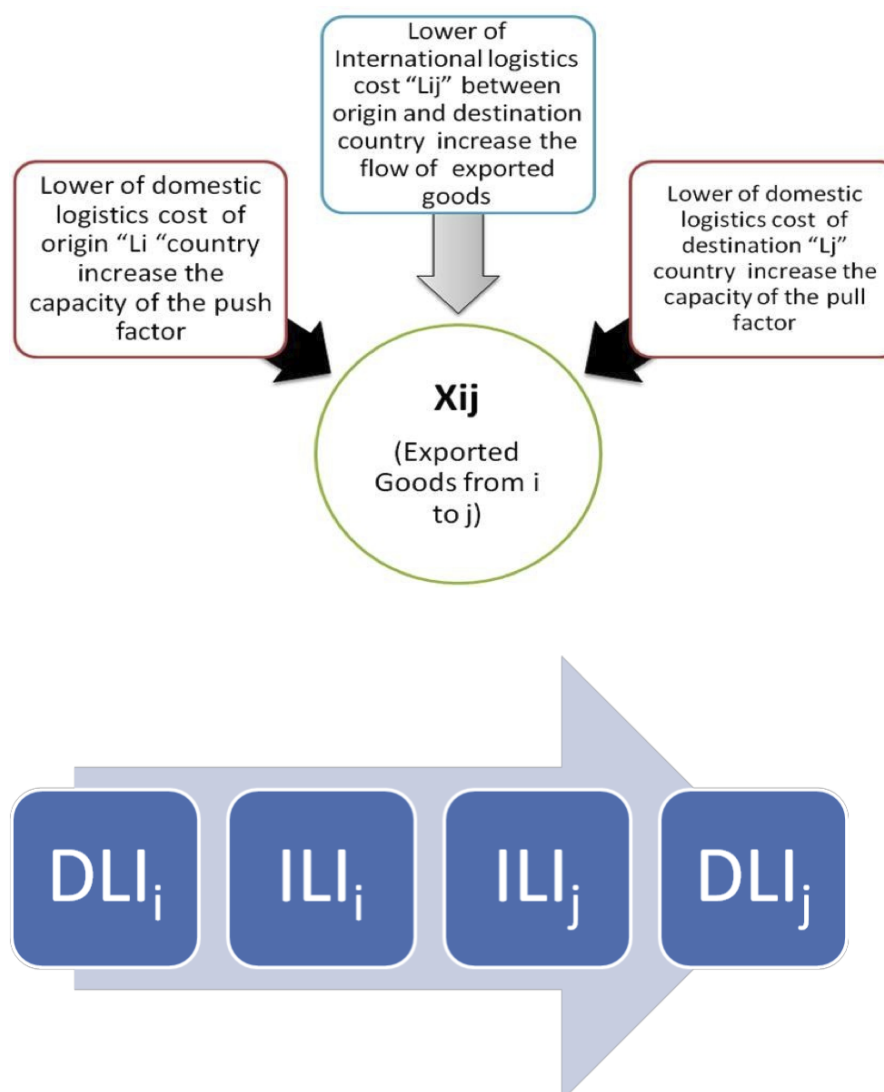 Lower of
International logistics
cost “Lij” between
origin and destination
country increase the
flow of exported
goods
Lower of domestic
logistics cost of
origin “Li “country
increase the
capacity of the push
factor
Lower of domestic
logistics cost of
destination “Lj”
country increase the
capacity of the pull
factor
Xij
(Exported
Goods from i
to j)
DLIi
ILIi
ILIj
DLIj